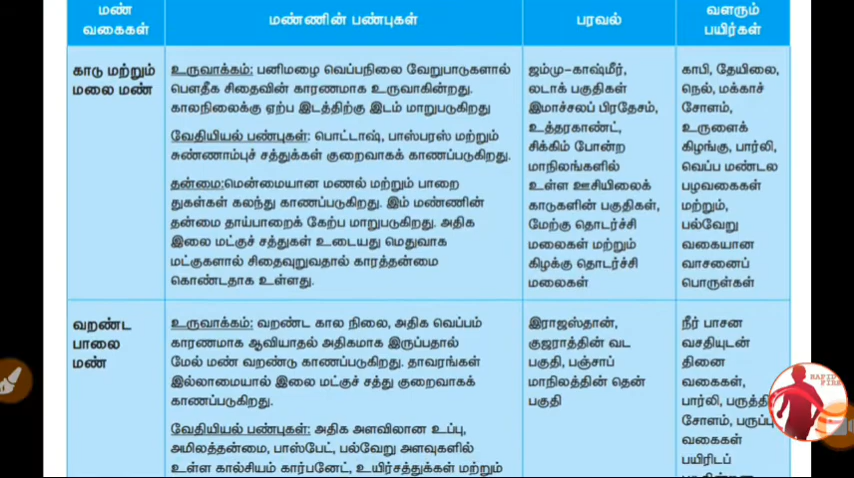 மண் வகைகள்
மண்ணின் பண்புகள்
பரவல்
வளரும் பயிர்கள்
காடு மற்றும்
மலை மண்
உருவாக்கம்: பனிமழை வெப்பநிலை வேறுபாடுகளால்
பௌதீக சிதைவின் காரணமாக உருவாகின்றது.
காலநிலைக்கு ஏற்ப இடத்திற்கு இடம் மாறுபடுகிறது
வேதியியல் பண்புகள்: பொட்டாஷ், பாஸ்பரஸ் மற்றும்
சுண்ணாம்புச் சத்துக்கள் குறைவாகக் காணப்படுகிறது.
தன்மை:மென்மையான மணல் மற்றும் பாறை
துகள்கள் கலந்து காணப்படுகிறது. இம் மண்ணின்
தன்மை தாய்பாறைக் கேற்ப மாறுபடுகிறது. அதிக
இலை மட்குச் சத்துகள் உடையது மெதுவாக
மட்குகளால் சிதைவுறுவதால் காரத்தன்மை
கொண்டதாக உள்ளது.
ஜம்மு-காஷ்மீர்,
லடாக் பகுதிகள்
இமாச்சலப் பிரதேசம்,
உத்தரகாண்ட்,
சிக்கிம் போன்ற
மாநிலங்களில்
உள்ள ஊசியிலைக்
காடுகளின் பகுதிகள்,
மேற்கு தொடர்ச்சி
மலைகள் மற்றும்
கிழக்கு தொடர்ச்சி
மலைகள்
காபி, தேயிலை,
நெல், மக்காச்
சோளம்,
உருளைக்
கிழங்கு, பார்லி,
வெப்ப மண்டல
பழவகைகள்
மற்றும்,
பல்வேறு
வகையான
வாசனைப்
பொருள்கள்
வறண்ட
பாலை
மண்
உருவாக்கம்: வறண்ட கால நிலை, அதிக வெப்பம்
காரணமாக ஆவியாதல் அதிகமாக இருப்பதால்
மேல் மண் வறண்டு காணப்படுகிறது. தாவரங்கள்
இல்லாமையால் இலை மட்குச் சத்து குறைவாகக்
காணப்படுகிறது.
வேதியியல் பண்புகள்: அதிக அளவிலான உப்பு,
அமிலத்தன்மை, பாஸ்பேட், பல்வேறு அளவுகளில்
உள்ள கால்சியம் கார்பனேட், உயிர்சத்துக்கள் மற்றும்
இராஜஸ்தான்,
குஜராத்தின் வட
பகுதி, பஞ்சாப்
மாநிலத்தின் தென்
பகுதி
நீர் பாசன
வசதியுடன்
தினை
வகைகள்,
பார்லி, பருத்தி
சோளம், பருப்பு
வகைகள்
பயிரிடப்
RAPID
FIRE